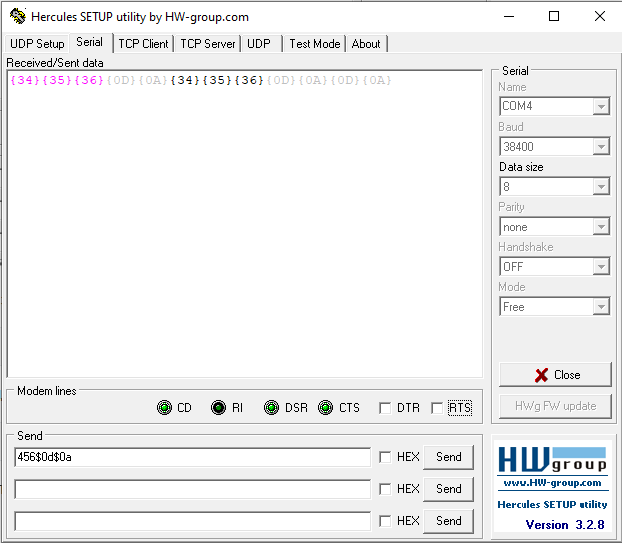 Hercules SETUP utility by HW-group.com
UDP Setup Serial TCP Client TCP Server UDP Test Mode About
Received/Sent data
{34}{35}{36}{0D}{0A}{34}{35}{36}{0D}{0A}{0D}{0A}
Serial
Name
COM4
Baud
38400
Data size
8
Parity
none
Handshake
OFF
Mode
Free
Close
HWg FW update
Modem lines
CD RI DSR CTS DTR RTS
Send
456$0d$0a HEX Send
HEX Send
HEX Send
HWgroup
www.HW-group.com
Hercules SETUP utility
Version 3.2.8